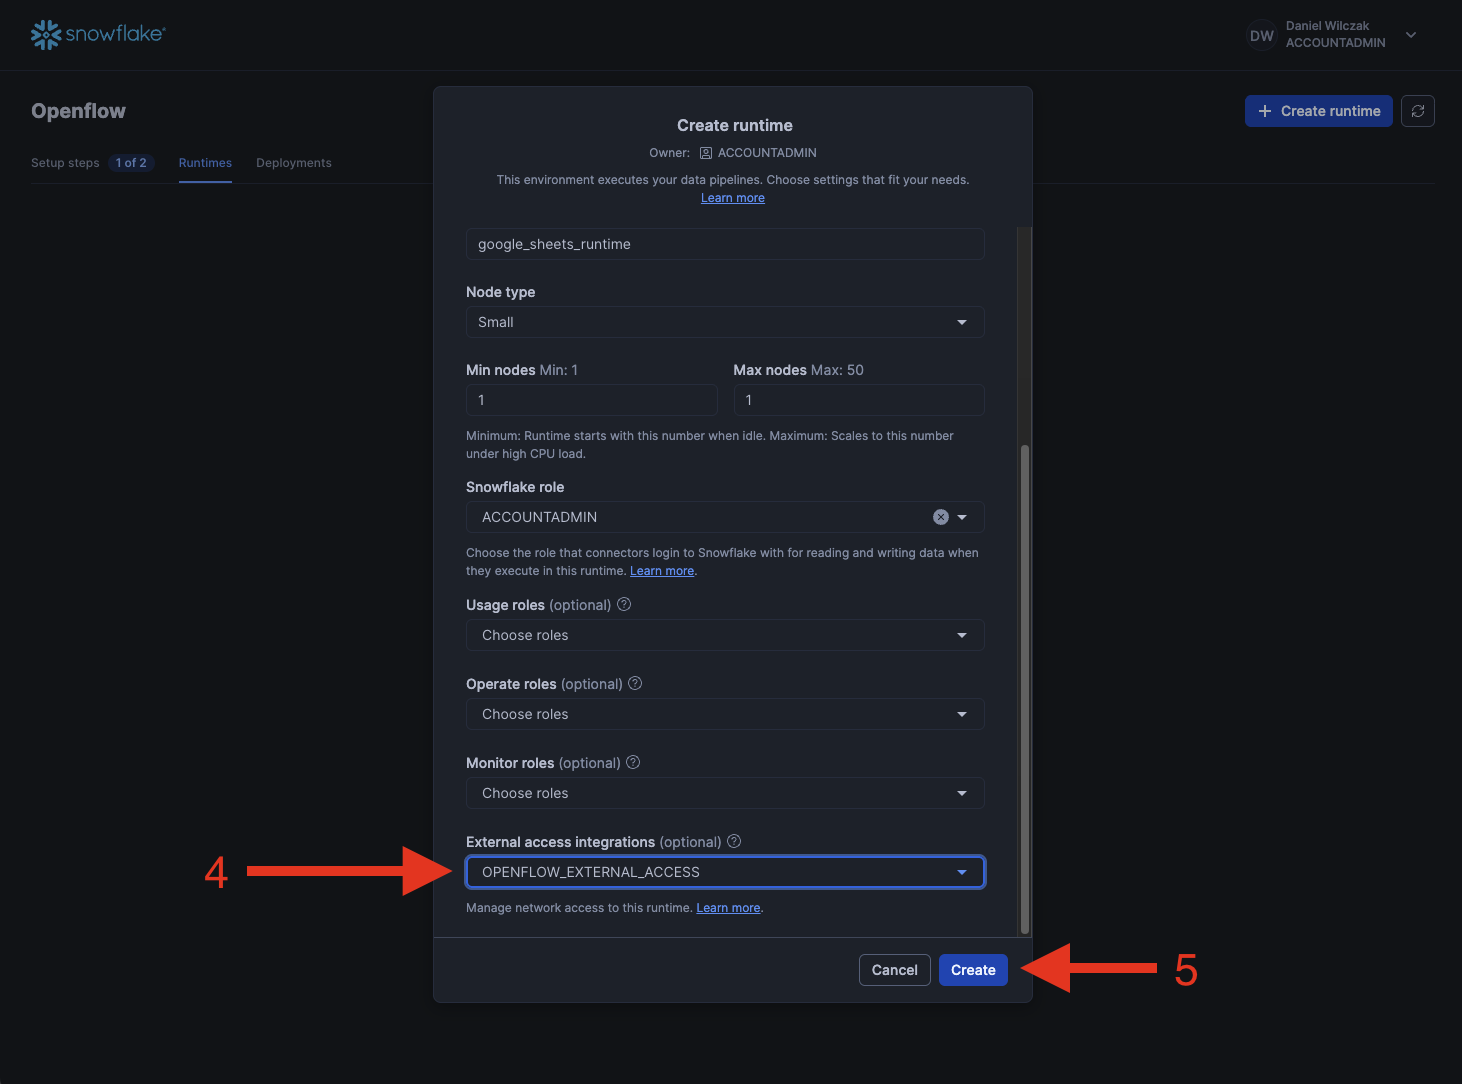 snowflake
DW
Daniel Wilczak
ACCOUNTADMIN
Openflow
+ Create runtime
Setup steps 1 of 2 Runtimes Deployments
Create runtime
Owner: ACCOUNTADMIN
This environment executes your data pipelines. Choose settings that fit your needs.
Learn more
google_sheets_runtime
Node type
Small
Min nodes Min: 1 Max nodes Max: 50
1 1
Minimum: Runtime starts with this number when idle. Maximum: Scales to this number
under high CPU load.
Snowflake role
ACCOUNTADMIN
Choose the role that connectors login to Snowflake with for reading and writing data when
they execute in this runtime. Learn more.
Usage roles (optional) ?
Choose roles
Operate roles (optional) ?
Choose roles
Monitor roles (optional) ?
Choose roles
External access integrations (optional) ?
4 OPENFLOW_EXTERNAL_ACCESS
Manage network access to this runtime. Learn more.
Cancel Create 5